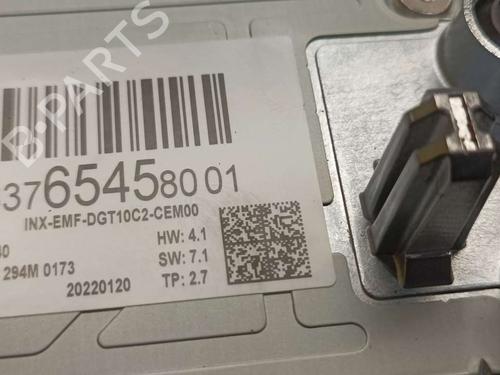 B-PARTS
37654580 01
INX-EMF-DGT10C2-CEM00
40 HW: 4.1
294M 0173 SW: 7.1
20220120 TP: 2.7